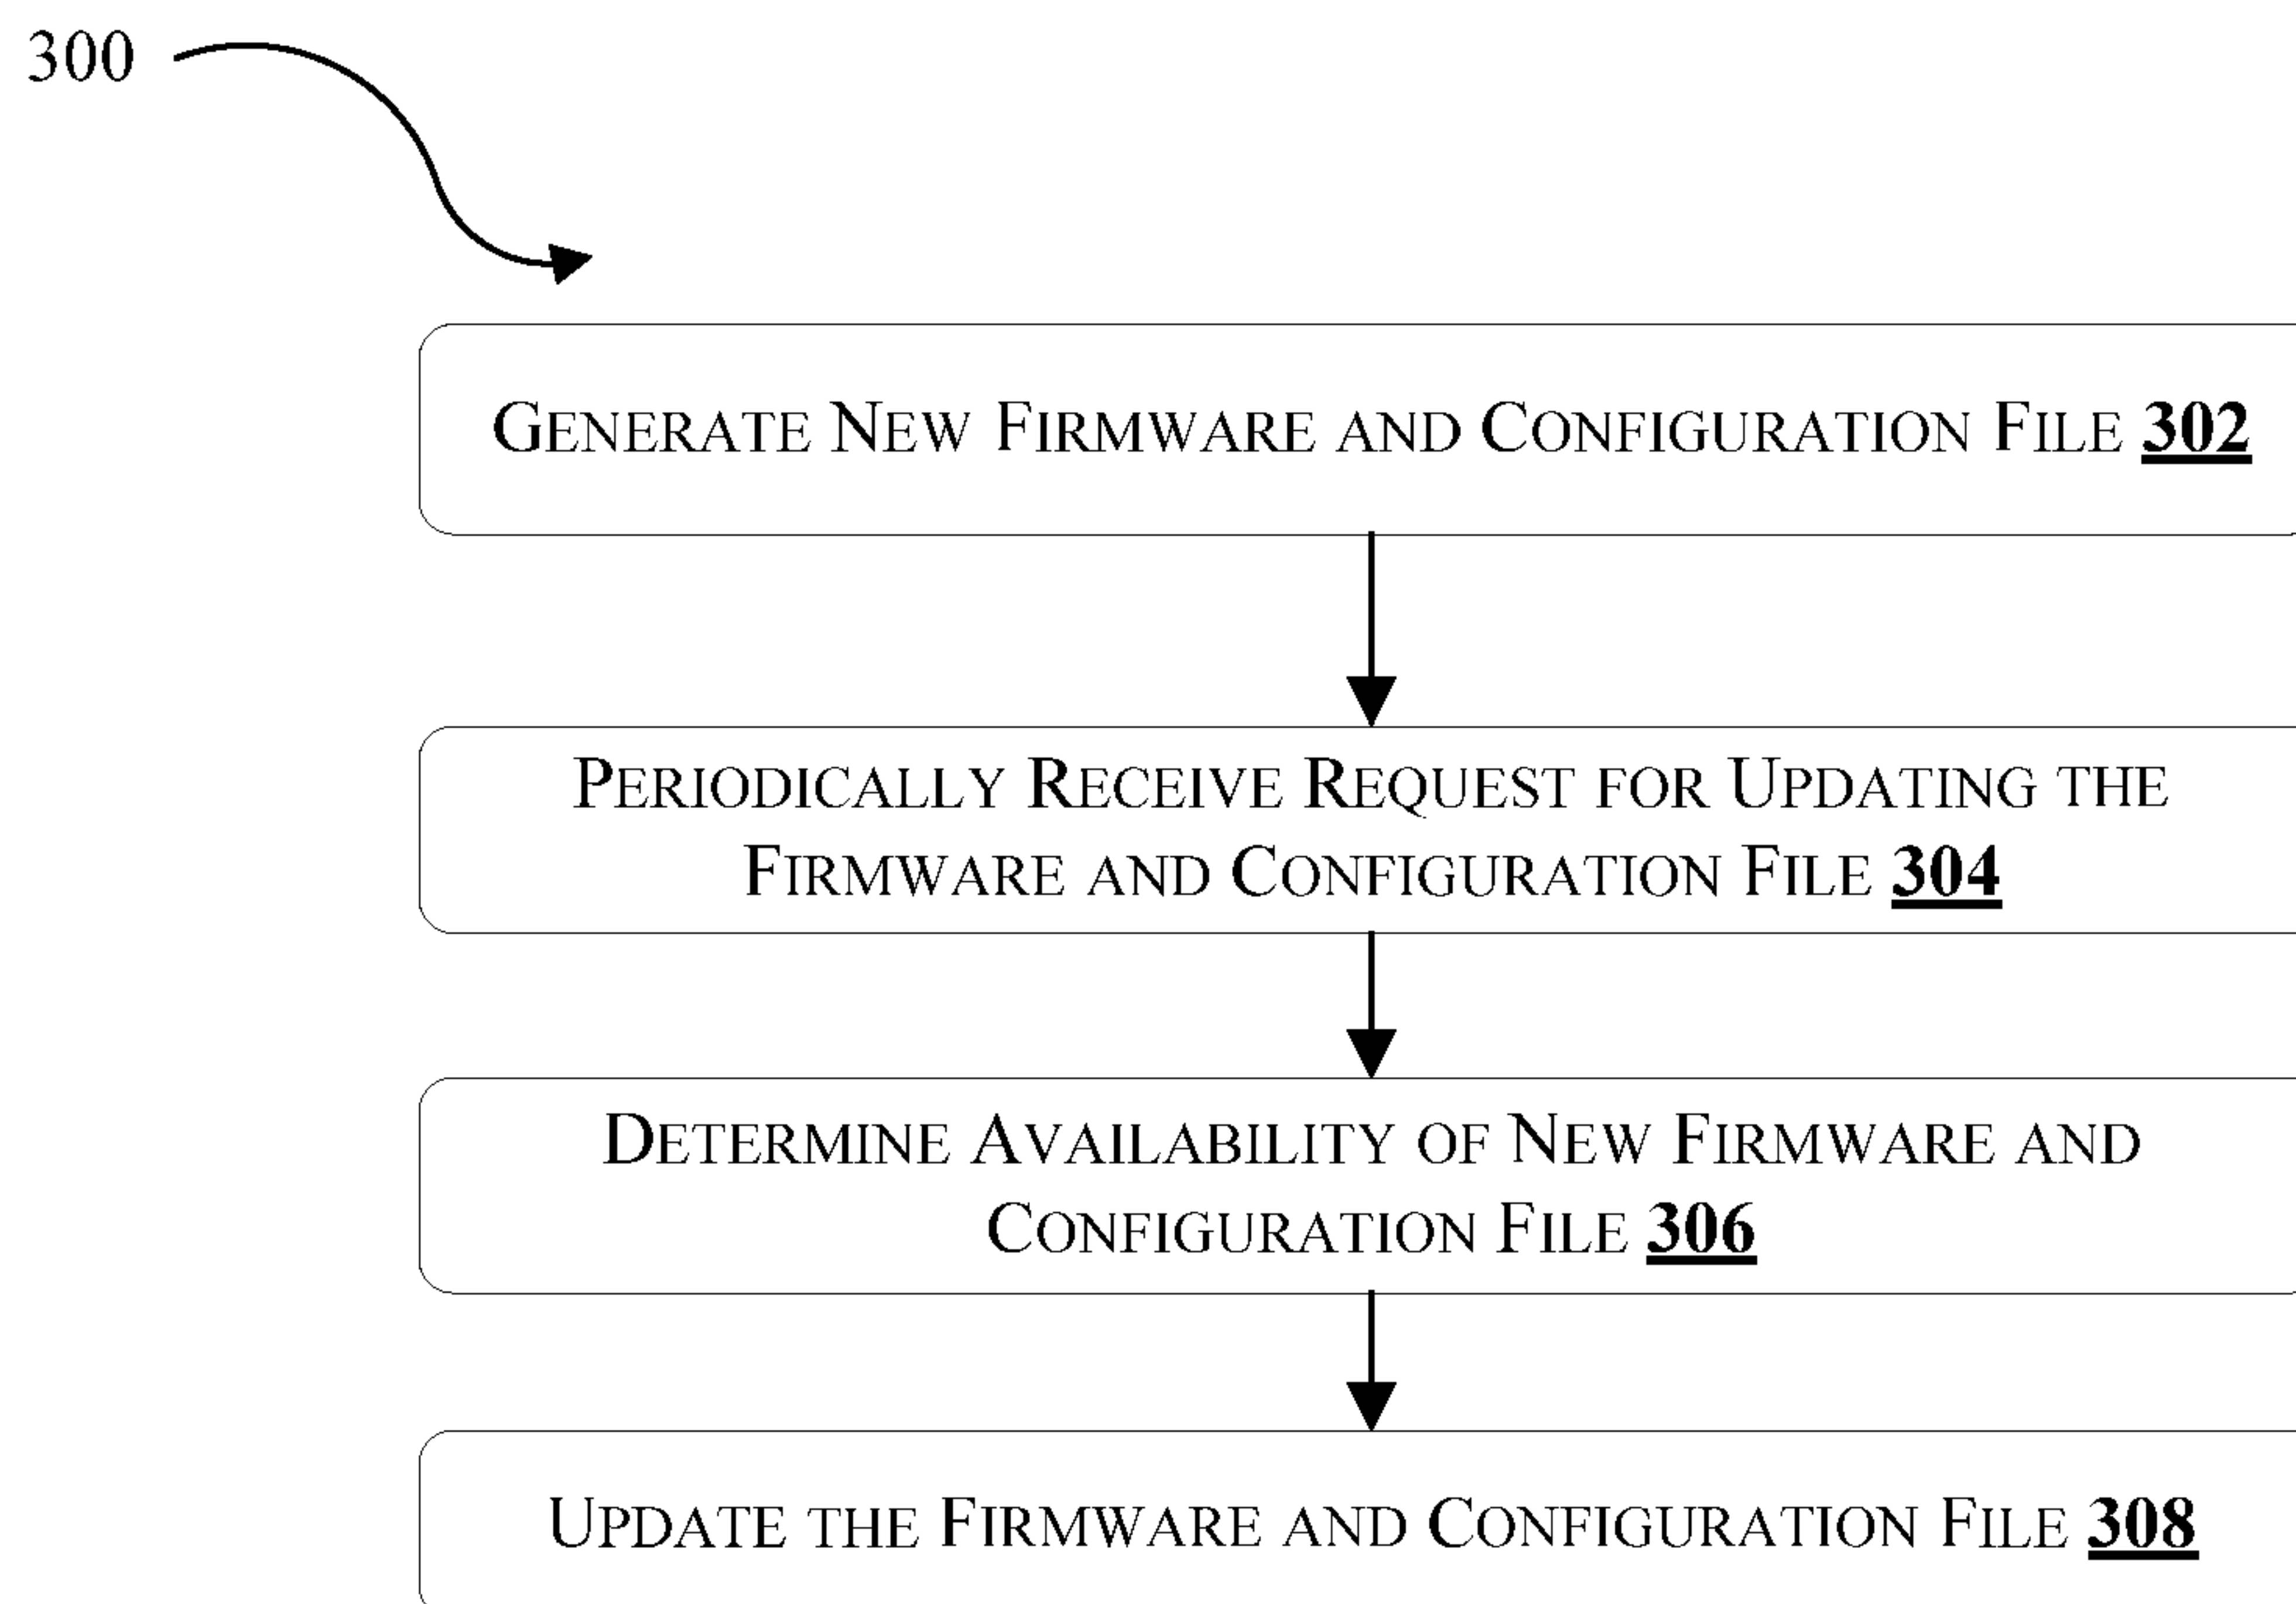 300
Generate New Firmware and Configuration File 302
Periodically Receive Request for Updating the
Firmware and Configuration File 304
Determine Availability of New Firmware and
Configuration File 306
Update the Firmware and Configuration File 308